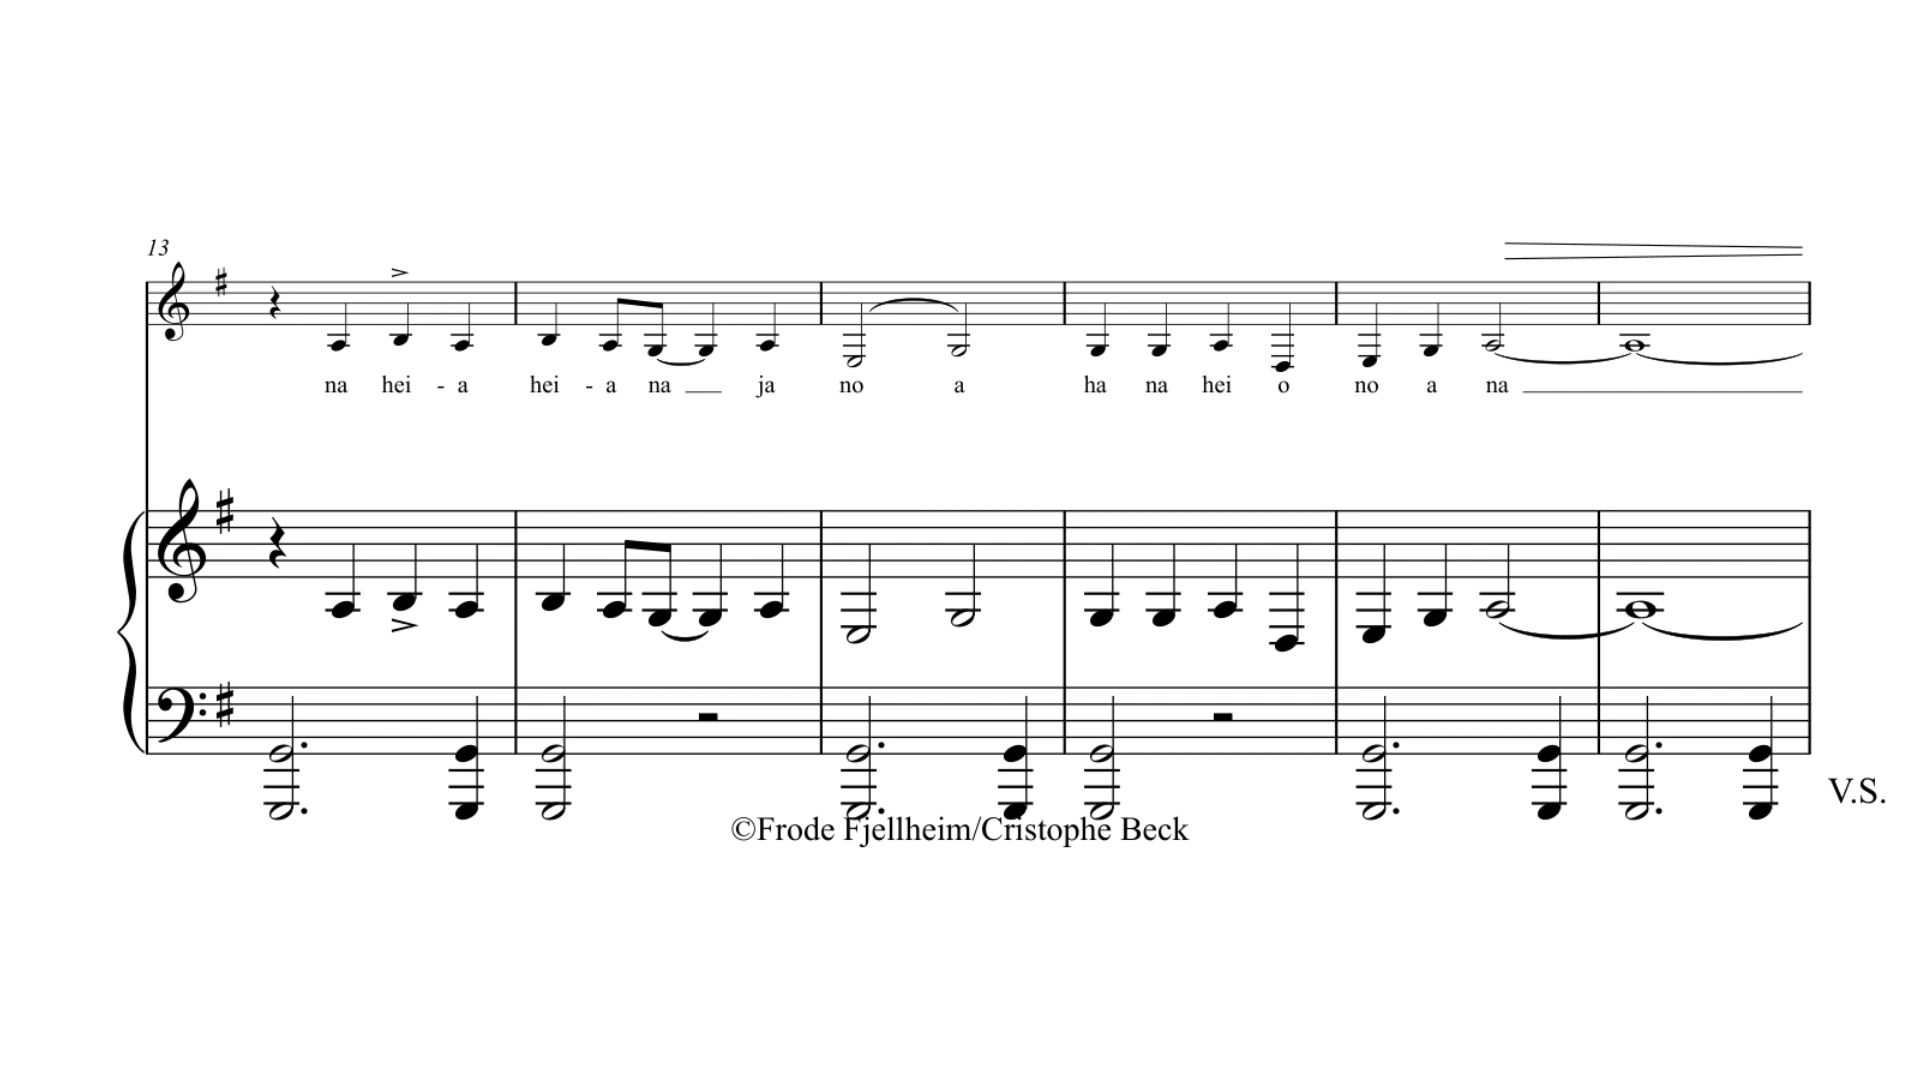 13
na hei - a hei - a na ja no a ha na hei o no a na
V.S.
©Frode Fjellheim/Cristophe Beck